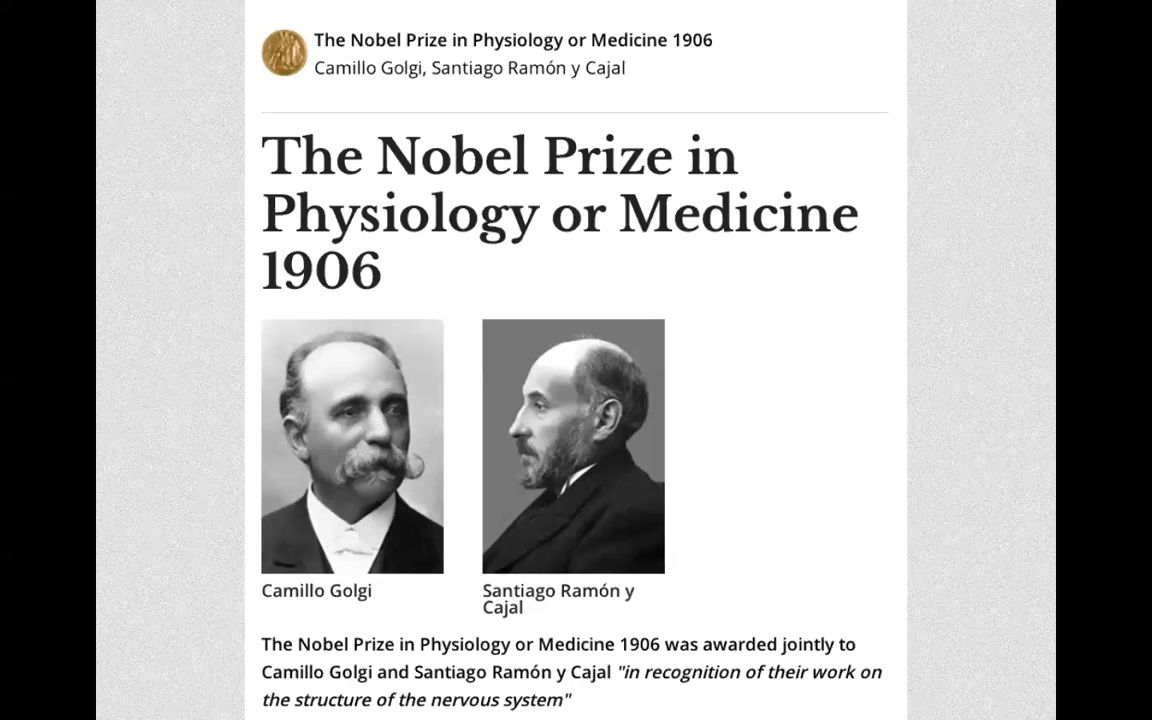 The Nobel Prize in Physiology or Medicine 1906
Camillo Golgi, Santiago Ramón y Cajal
The Nobel Prize in
Physiology or Medicine
1906
Camillo Golgi
Santiago Ramón y
Cajal
The Nobel Prize in Physiology or Medicine 1906 was awarded jointly to
Camillo Golgi and Santiago Ramón y Cajal "in recognition of their work on
the structure of the nervous system"